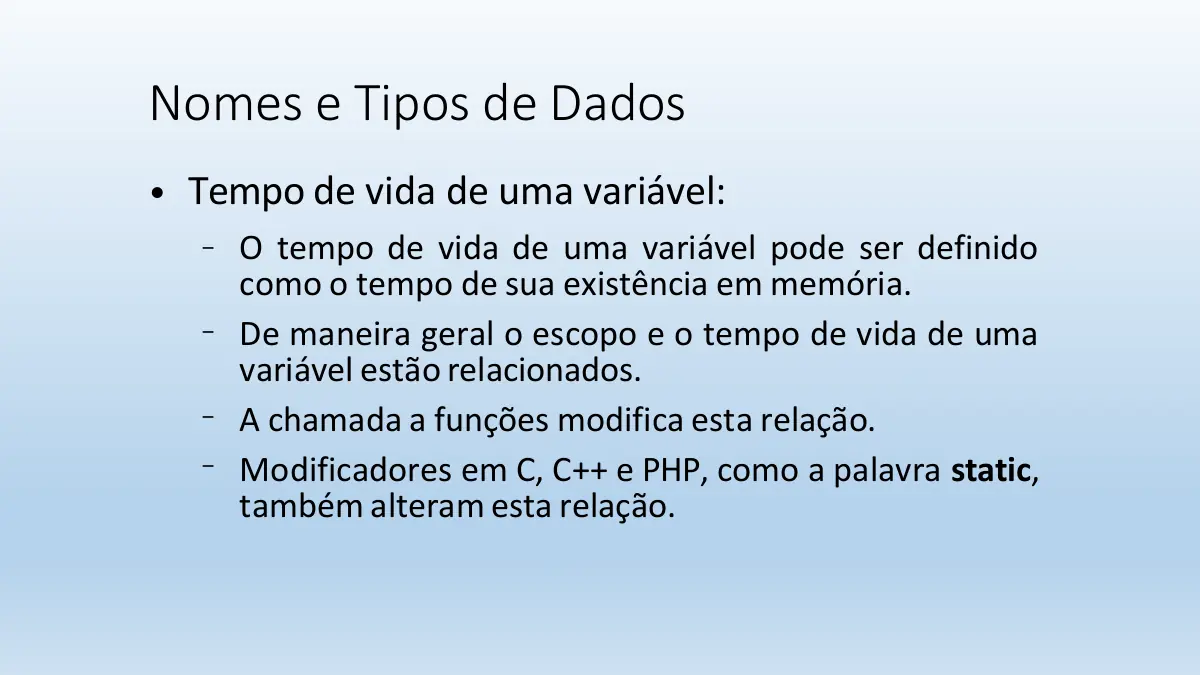 Nomes e Tipos de Dados
• Tempo de vida de uma variável:
– O tempo de vida de uma variável pode ser definido
como o tempo de sua existência em memória.
– De maneira geral o escopo e o tempo de vida de uma
variável estão relacionados.
– A chamada a funções modifica esta relação.
– Modificadores em C, C++ e PHP, como a palavra static,
também alteram esta relação.